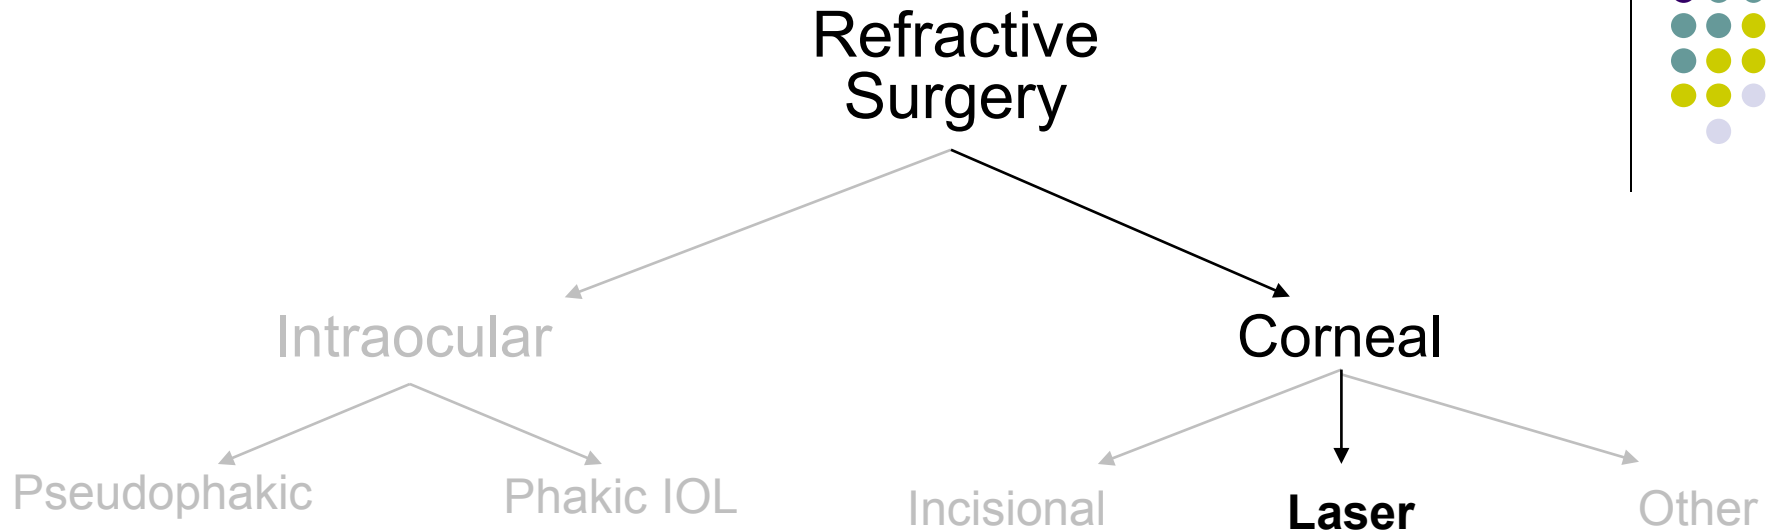 Refractive
Surgery
Intraocular
Corneal
Pseudophakic
Phakic IOL
Incisional
Laser
Other